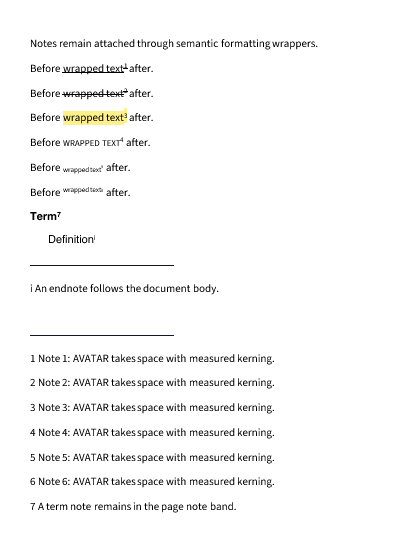 Notes remain attached through semantic formatting wrappers.
Before wrapped text1 after.
Before wrapped text2 after.
Before wrapped text3 after.
Before WRAPPED TEXT4 after.
Before wrapped text5 after.
Before wrapped text6 after.
Term7
Definitioni
i An endnote follows the document body.
1 Note 1: AVATAR takes space with measured kerning.
2 Note 2: AVATAR takes space with measured kerning.
3 Note 3: AVATAR takes space with measured kerning.
4 Note 4: AVATAR takes space with measured kerning.
5 Note 5: AVATAR takes space with measured kerning.
6 Note 6: AVATAR takes space with measured kerning.
7 A term note remains in the page note band.